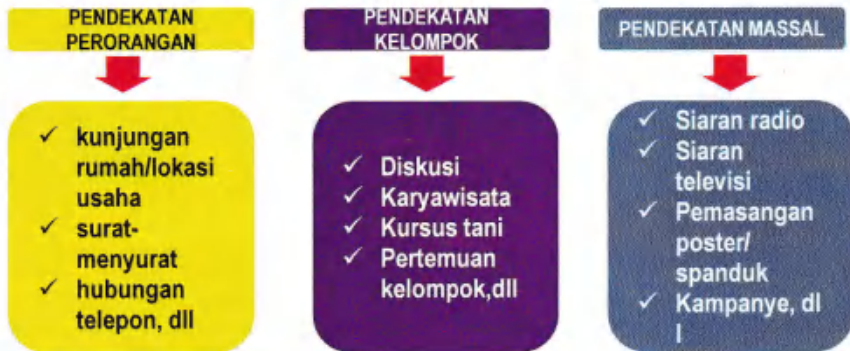 PENDEKATAN
PERORANGAN
kunjungan
rumah/lokasi
usaha
surat-
menyurat
hubungan
telepon, dll
PENDEKATAN
KELOMPOK
Diskusi
Karyawisata
Kursus tani
Pertemuan
kelompok,dll
PENDEKATAN MASSAL
Siaran radio
Siaran
televisi
Pemasangan
poster/
spanduk
Kampanye, dl
l